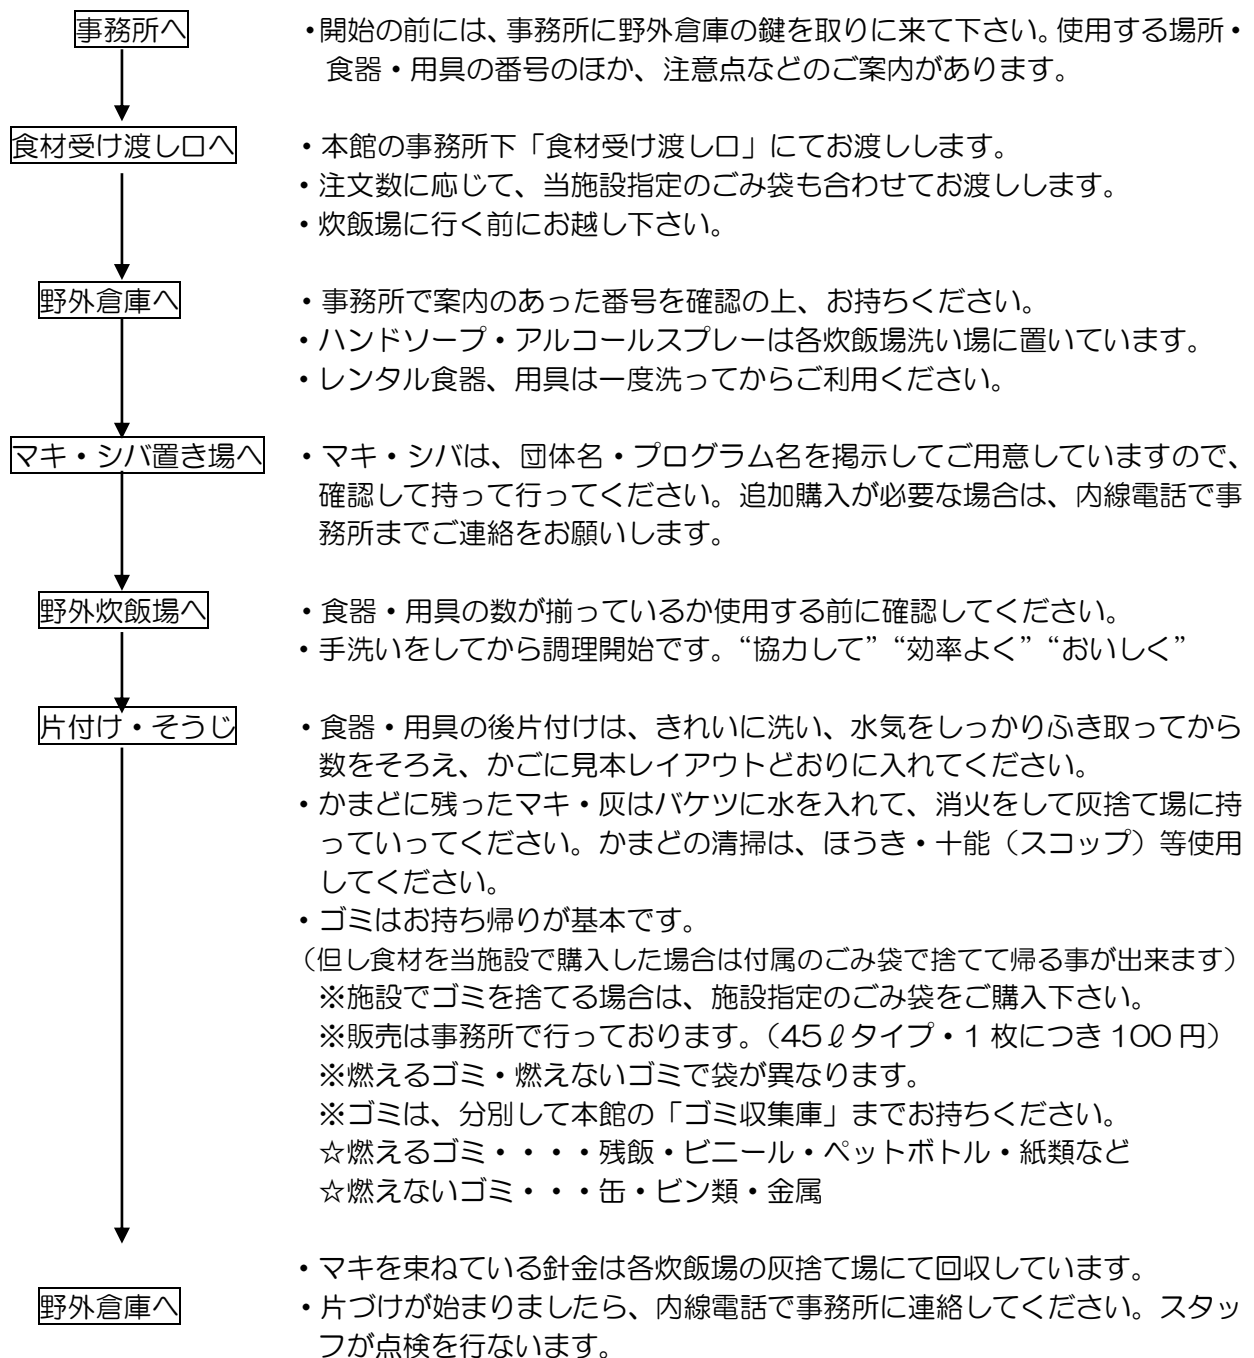 事務所へ
・開始の前には、事務所に野外倉庫の鍵を取りに来て下さい。使用する場所・
食器・用具の番号のほか、注意点などのご案内があります。
食材受け渡し口へ
・本館の事務所下「食材受け渡し口」にてお渡しします。
・注文数に応じて、当施設指定のごみ袋も合わせてお渡しします。
・炊飯場に行く前にお越し下さい。
野外倉庫へ
・事務所で案内のあった番号を確認の上、お持ちください。
・ハンドソープ・アルコールスプレーは各炊飯場洗い場に置いています。
・レンタル食器、用具は一度洗ってからご利用ください。
マキ・シバ置き場へ
・マキ・シバは、団体名・プログラム名を掲示してご用意していますので、
確認して持って行ってください。追加購入が必要な場合は、内線電話で事
務所までご連絡をお願いします。
野外炊飯場へ
・食器・用具の数が揃っているか使用する前に確認してください。
・手洗いをしてから調理開始です。“協力して”“効率よく”“おいしく”
片付け・そうじ
・食器・用具の後片付けは、きれいに洗い、水気をしっかりふき取ってから
数をそろえ、かごに見本レイアウトどおりに入れてください。
・かまどに残ったマキ・灰はバケツに水を入れて、消火をして灰捨て場に持
っていってください。かまどの清掃は、ほうき・十能（スコップ）等使用
してください。
・ゴミはお持ち帰りが基本です。
（但し食材を当施設で購入した場合は付属のごみ袋で捨てて帰る事が出来ます）
※施設でゴミを捨てる場合は、施設指定のごみ袋をご購入下さい。
※販売は事務所で行っております。（45ℓタイプ・1枚につき100円）
※燃えるゴミ・燃えないゴミで袋が異なります。
※ゴミは、分別して本館の「ゴミ収集庫」までお持ちください。
☆燃えるゴミ・・・・残飯・ビニール・ペットボトル・紙類など
☆燃えないゴミ・・・缶・ビン類・金属
・マキを束ねている針金は各炊飯場の灰捨て場にて回収しています。
野外倉庫へ
・片づけが始まりましたら、内線電話で事務所に連絡してください。スタッ
フが点検を行ないます。